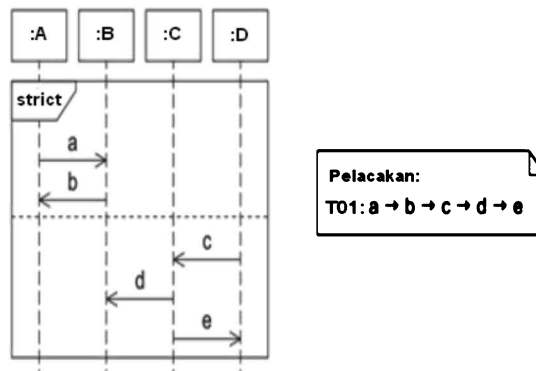 :A :B :C :D
strict
a
b
c
d
e
Pelacakan:
T01: a → b → c → d → e